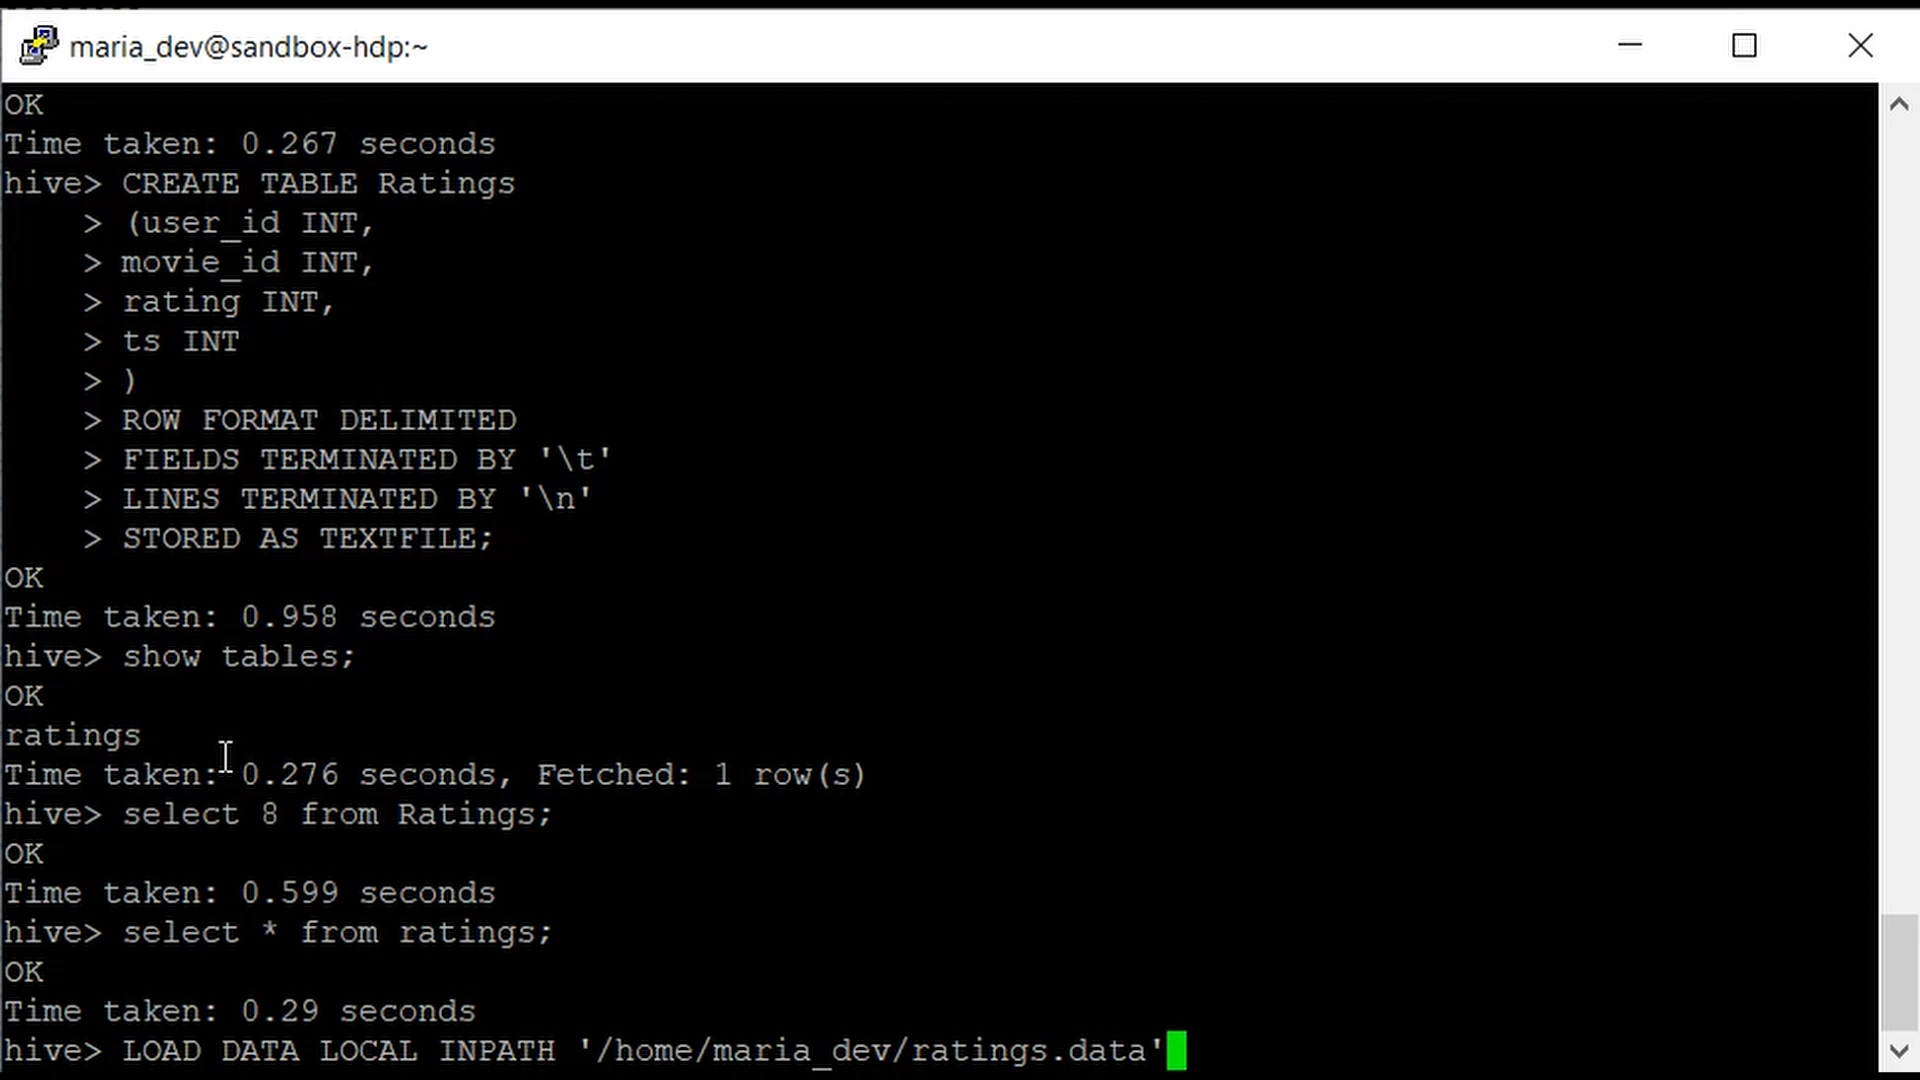 maria_dev@sandbox-hdp:~
OK
Time taken: 0.267 seconds
hive> CREATE TABLE Ratings
    > (user_id INT,
    > movie_id INT,
    > rating INT,
    > ts INT
    > )
    > ROW FORMAT DELIMITED
    > FIELDS TERMINATED BY '\t'
    > LINES TERMINATED BY '\n'
    > STORED AS TEXTFILE;
OK
Time taken: 0.958 seconds
hive> show tables;
OK
ratings
Time taken: 0.276 seconds, Fetched: 1 row(s)
hive> select 8 from Ratings;
OK
Time taken: 0.599 seconds
hive> select * from ratings;
OK
Time taken: 0.29 seconds
hive> LOAD DATA LOCAL INPATH '/home/maria_dev/ratings.data'